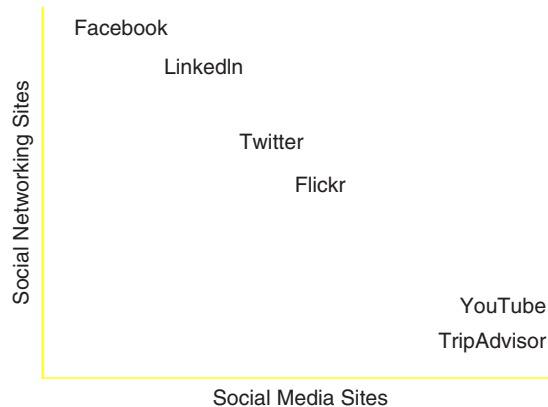 Facebook
LinkedIn
Twitter
Flickr
YouTube
TripAdvisor
Social Networking Sites
Social Media Sites